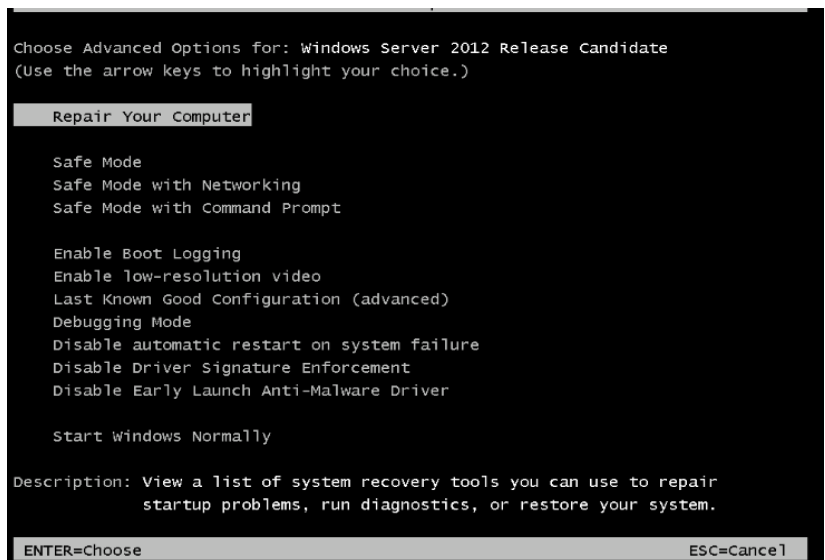 Choose Advanced Options for: Windows Server 2012 Release Candidate
(Use the arrow keys to highlight your choice.)
Repair Your Computer
Safe Mode
Safe Mode with Networking
Safe Mode with Command Prompt
Enable Boot Logging
Enable low-resolution video
Last Known Good Configuration (advanced)
Debugging Mode
Disable automatic restart on system failure
Disable Driver Signature Enforcement
Disable Early Launch Anti-Malware Driver
Start Windows Normally
Description: View a list of system recovery tools you can use to repair
startup problems, run diagnostics, or restore your system.
ENTER=Choose ESC=Cancel